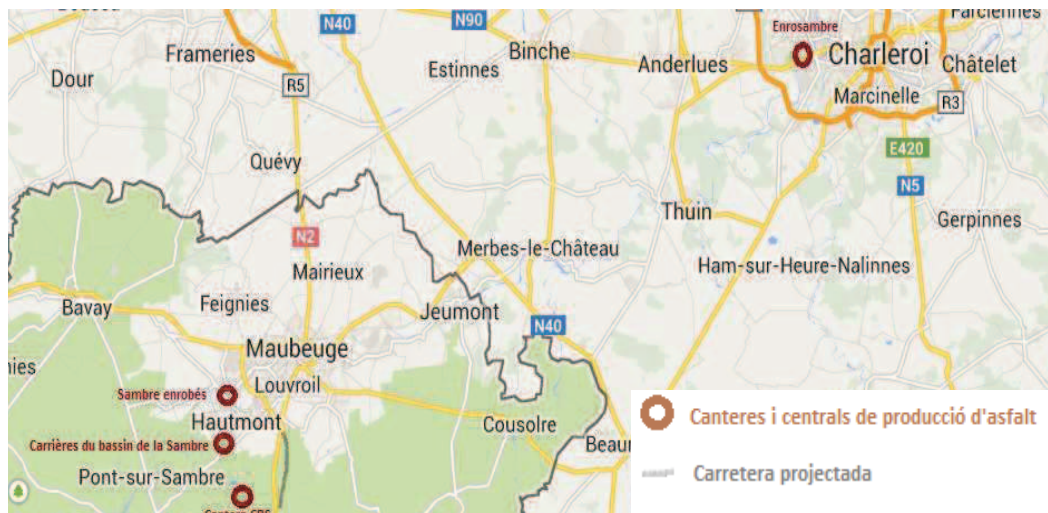 Enrosambre
Farciennes
N40
N90
Binche
Frameries
Estinnes
Anderlues
Charleroi
Châtelet
Dour
R5
Marcinelle
R3
E420
Quévy
N5
Thuin
Gerpinnes
N2
Merbes-le-Château
Mairieux
Ham-sur-Heure-Nalinnes
Feignies
Bavay
Jeumont
N40
Maubeuge
Louvroil
Sambre enrobés
Hautmont
Cousolre
Canteres i centrals de producció d'asfalt
Carrières du bassin de la Sambre
Pont-sur-Sambre
Carretera projectada